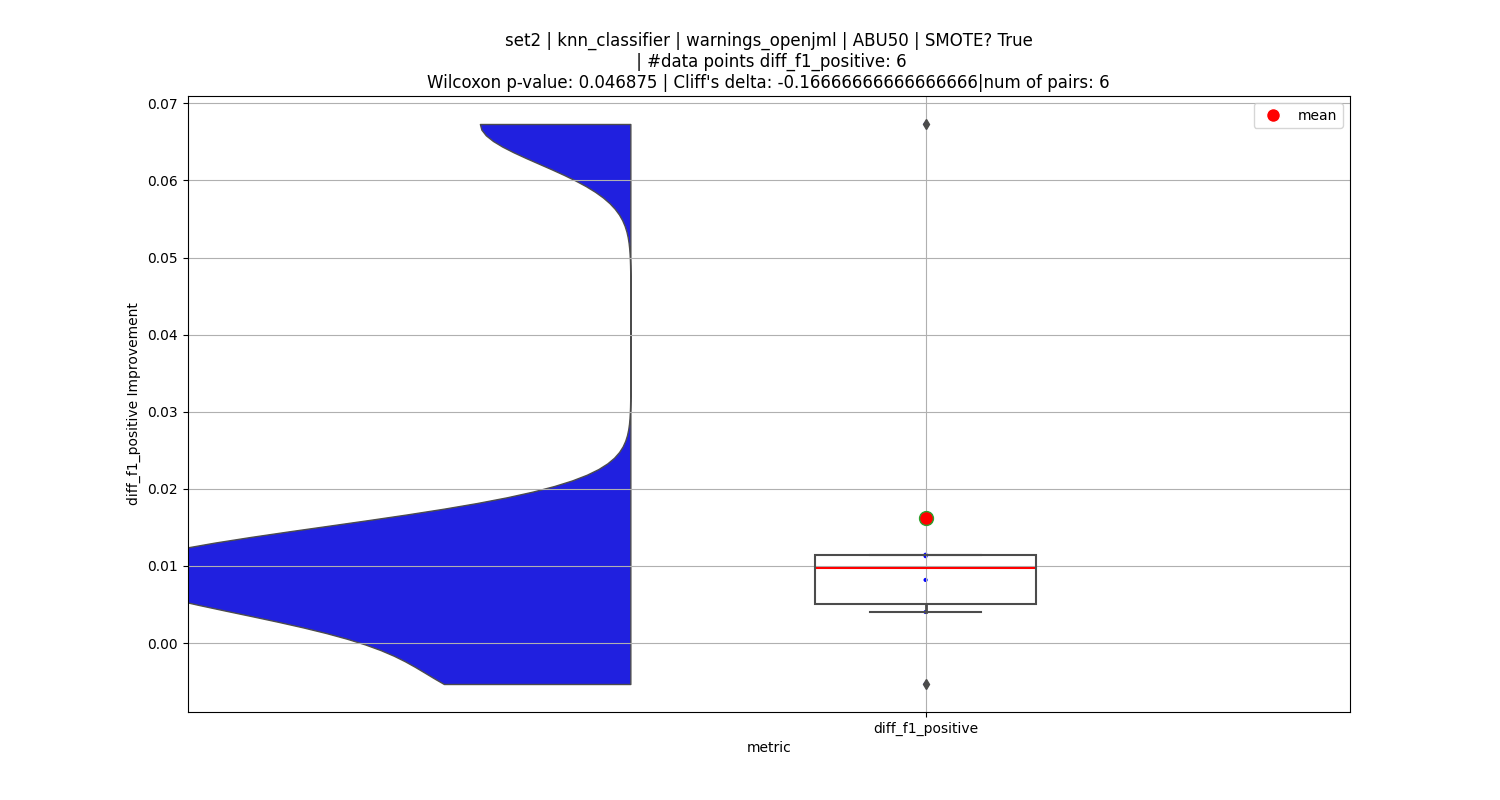 set2 | knn_classifier | warnings_openjml | ABU50 | SMOTE? True
| #data points diff_f1_positive: 6
Wilcoxon p-value: 0.046875 | Cliff's delta: -0.16666666666666666|num of pairs: 6
mean
0.07
0.06
0.05
0.04
0.03
0.02
0.01
0.00
diff_f1_positive Improvement
diff_f1_positive
metric